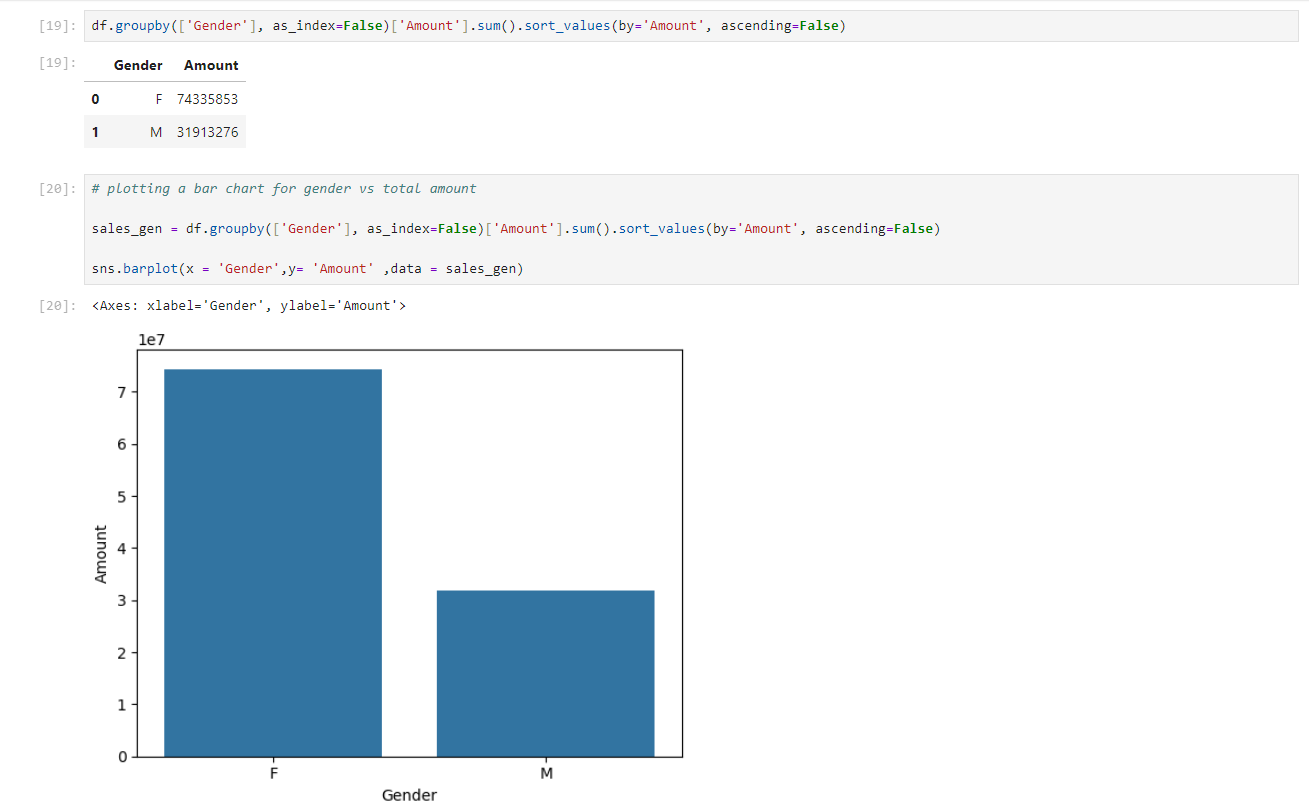 [19]: df.groupby(['Gender'], as_index=False)['Amount'].sum().sort_values(by='Amount', ascending=False)
[19]: Gender Amount
0 F 74335853
1 M 31913276
[20]: # plotting a bar chart for gender vs total amount
sales_gen = df.groupby(['Gender'], as_index=False)['Amount'].sum().sort_values(by='Amount', ascending=False)
sns.barplot(x = 'Gender',y= 'Amount' ,data = sales_gen)
[20]: <Axes: xlabel='Gender', ylabel='Amount'>
1e7
7
6
5
4
3
2
1
0
Amount
F M
Gender